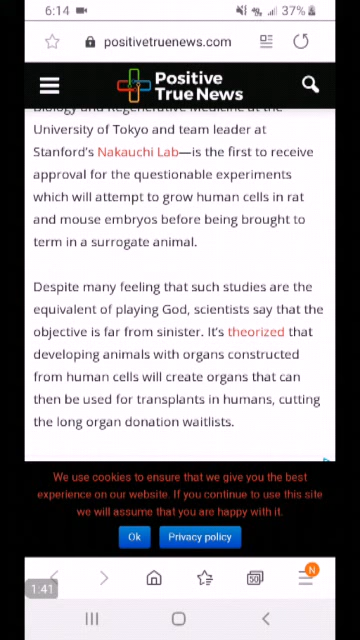 6:14
37%
positivetruenews.com
Positive
True News
biology and Regenerative Medicine at the
University of Tokyo and team leader at
Stanford's Nakauchi Lab—is the first to receive
approval for the questionable experiments
which will attempt to grow human cells in rat
and mouse embryos before being brought to
term in a surrogate animal.
Despite many feeling that such studies are the
equivalent of playing God, scientists say that the
objective is far from sinister. It's theorized that
developing animals with organs constructed
from human cells will create organs that can
then be used for transplants in humans, cutting
the long organ donation waitlists.
We use cookies to ensure that we give you the best
experience on our website. If you continue to use this site
we will assume that you are happy with it.
Ok Privacy policy
50
N
1:41